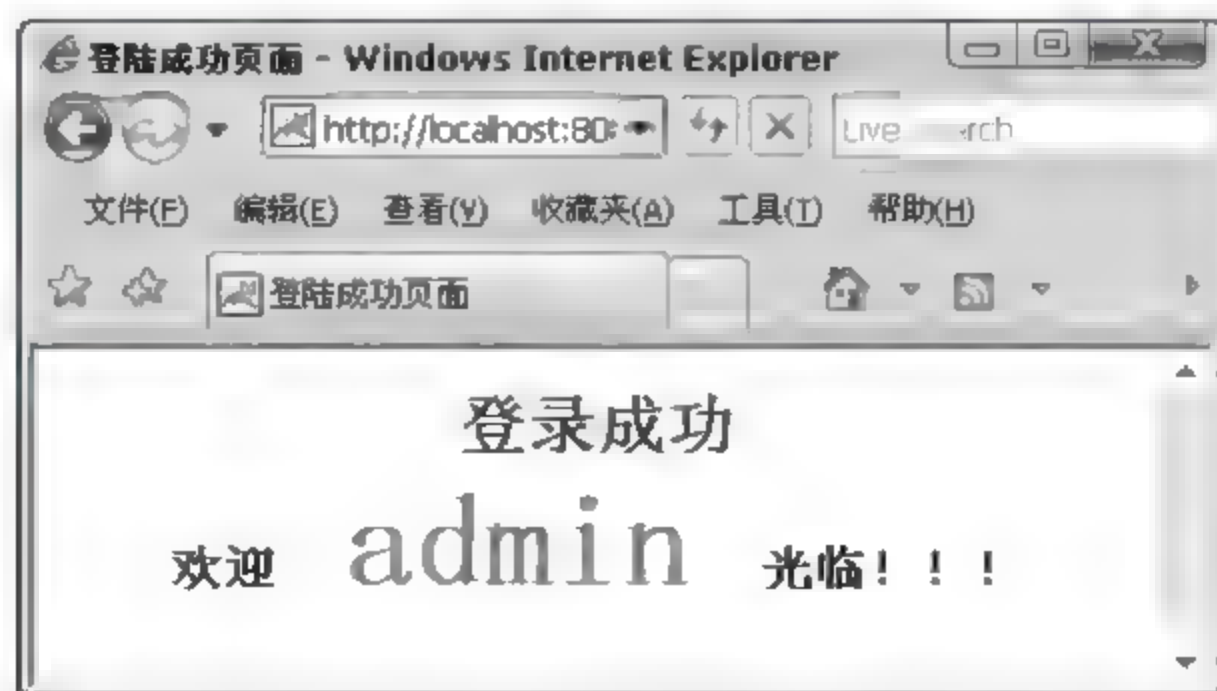 登陆成功页面 - Windows Internet Explorer
http://localhost:80 Live
文件(F) 编辑(E) 查看(V) 收藏夹(A) 工具(T) 帮助(H)
登陆成功页面
登录成功
欢迎 admin 光临！！！